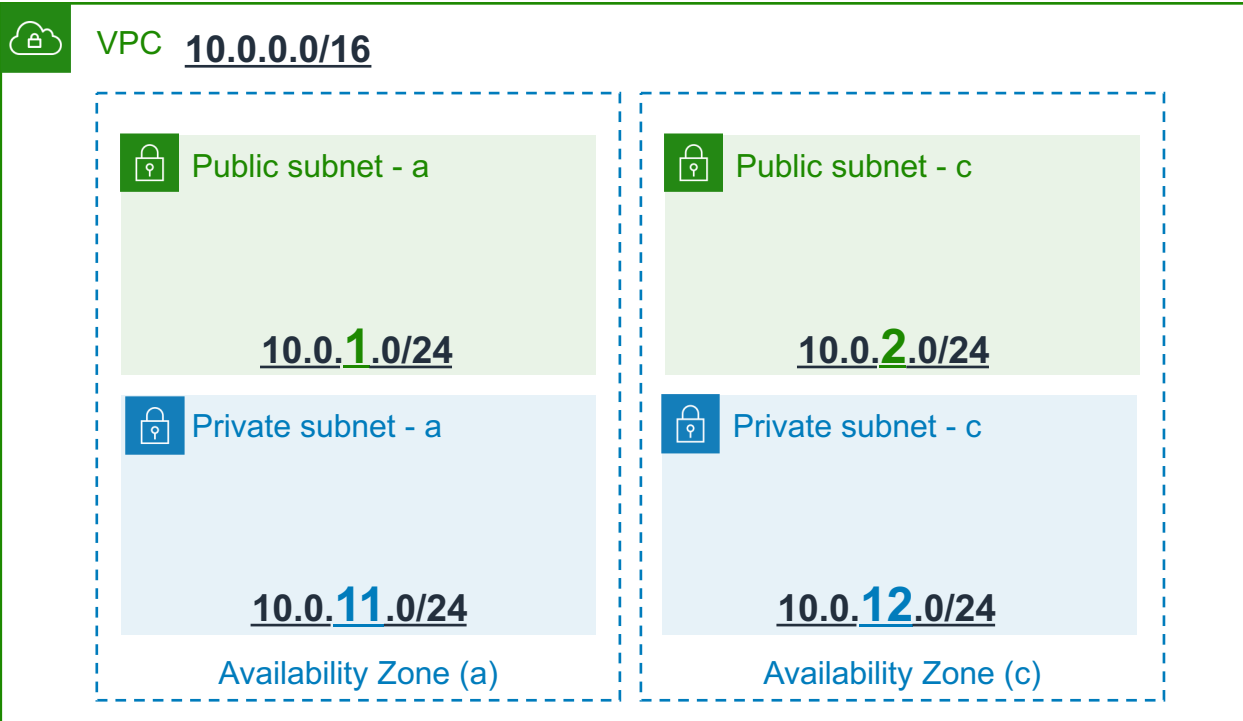 VPC 10.0.0.0/16
Public subnet - a
10.0.1.0/24
Private subnet - a
10.0.11.0/24
Availability Zone (a)
Public subnet - c
10.0.2.0/24
Private subnet - c
10.0.12.0/24
Availability Zone (c)